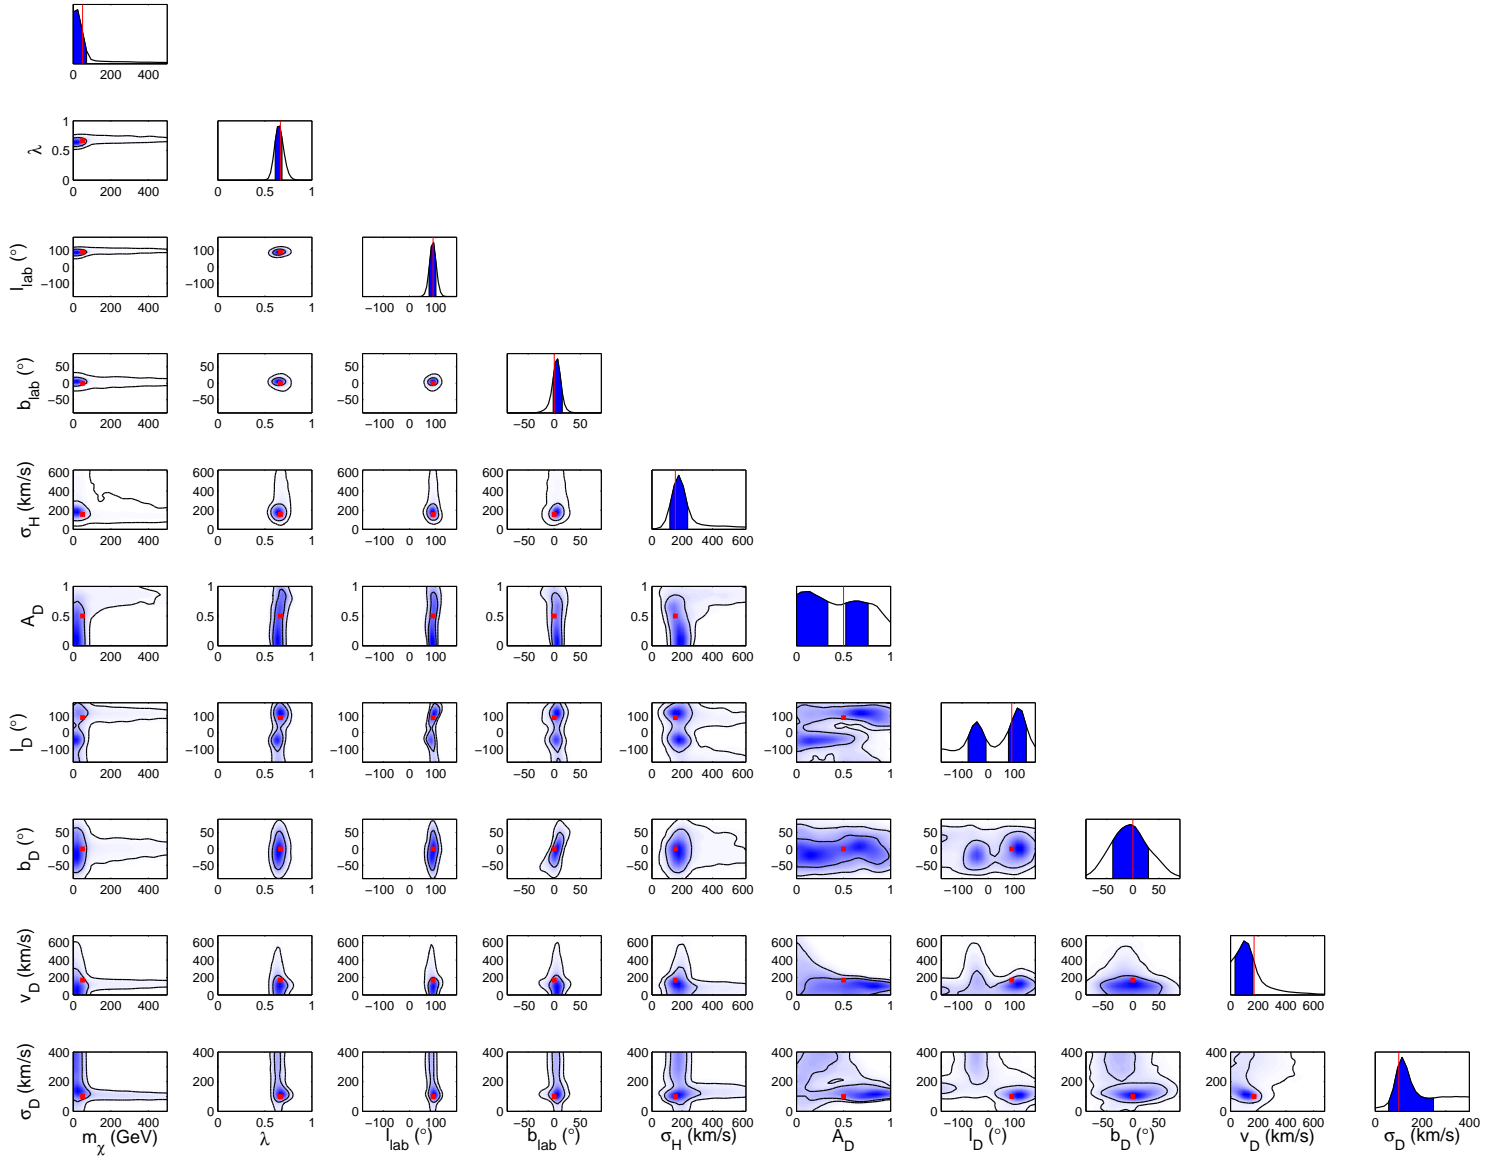 0 200 400
1
λ 0.5
0
0 200 400 0 0.5 1
l_lab (°)
100
0
−100
0 200 400 0 0.5 1 −100 0 100
b_lab (°)
50
0
−50
0 200 400 0 0.5 1 −100 0 100 −50 0 50
σ_H (km/s)
600
400
200
0
0 200 400 0 0.5 1 −100 0 100 −50 0 50 0 200 400 600
A_D
1
0.5
0
0 200 400 0 0.5 1 −100 0 100 −50 0 50 0 200 400 600 0 0.5 1
l_D (°)
100
0
−100
0 200 400 0 0.5 1 −100 0 100 −50 0 50 0 200 400 600 0 0.5 1 −100 0 100
b_D (°)
50
0
−50
0 200 400 0 0.5 1 −100 0 100 −50 0 50 0 200 400 600 0 0.5 1 −100 0 100 −50 0 50
v_D (km/s)
600
400
200
0
0 200 400 0 0.5 1 −100 0 100 −50 0 50 0 200 400 600 0 0.5 1 −100 0 100 −50 0 50 0 200 400 600
σ_D (km/s)
400
200
0
0 200 400 0 0.5 1 −100 0 100 −50 0 50 0 200 400 600 0 0.5 1 −100 0 100 −50 0 50 0 200 400 600 0 200 400
m_χ (GeV) λ l_lab (°) b_lab (°) σ_H (km/s) A_D l_D (°) b_D (°) v_D (km/s) σ_D (km/s)